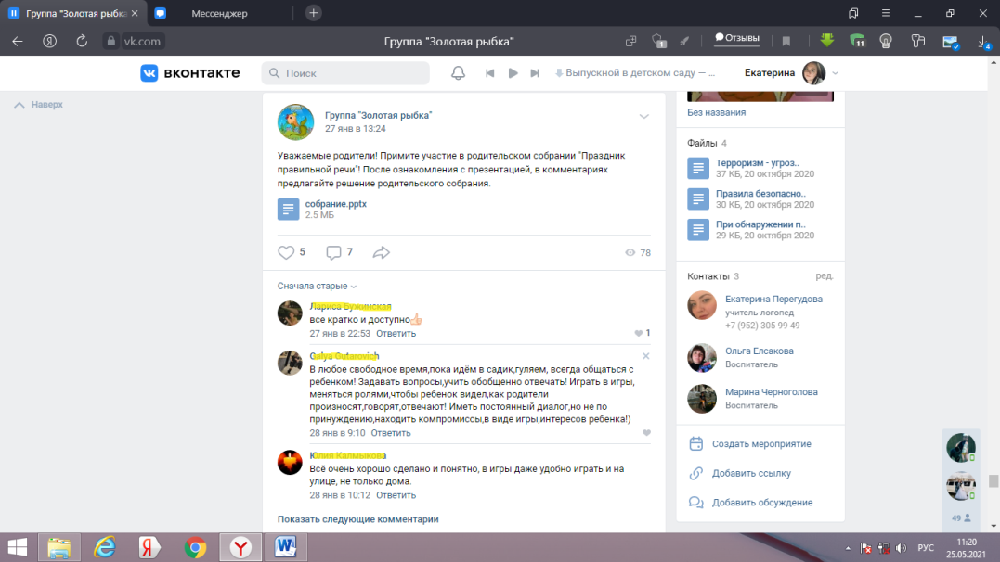 Группа "Золотая рыбка
Мессенджер
vk.com
Группа "Золотая рыбка"
1
Отзывы
11
4
вконтакте
Поиск
Выпускной в детском саду — ...
Екатерина
Наверх
Группа "Золотая рыбка"
27 янв в 13:24
Уважаемые родители! Примите участие в родительском собрании "Праздник
правильной речи"! После ознакомления с презентацией, в комментариях
предлагайте решение родительского собрания.
собрание.pptx
2.5 МБ
5
7
78
Сначала старые
Лариса Бужинская
все кратко и доступно👍
27 янв в 22:53 Ответить
1
Galya Gutarovich
В любое свободное время,пока идём в садик,гуляем, всегда общаться с
ребенком! Задавать вопросы,учить обобщенно отвечать! Играть в игры,
меняться ролями,чтобы ребенок видел,как родители
произносят,говорят,отвечают! Иметь постоянный диалог,но не по
принуждению,находить компромиссы,в виде игры,интересов ребенка!)
28 янв в 9:10 Ответить
Юлия Калмыкова
Всё очень хорошо сделано и понятно, в игры даже удобно играть и на
улице, не только дома.
28 янв в 10:12 Ответить
Показать следующие комментарии
Без названия
Файлы 4
Терроризм - угроз..
37 КБ, 20 октября 2020
Правила безопасно..
30 КБ, 20 октября 2020
При обнаружении п..
29 КБ, 20 октября 2020
Контакты 3
ред.
Екатерина Перегудова
учитель-логопед
+7 (952) 305-99-49
Ольга Елсакова
Воспитатель
Марина Черноголова
Воспитатель
Создать мероприятие
Добавить ссылку
Добавить обсуждение
49
РУС
11:20
25.05.2021